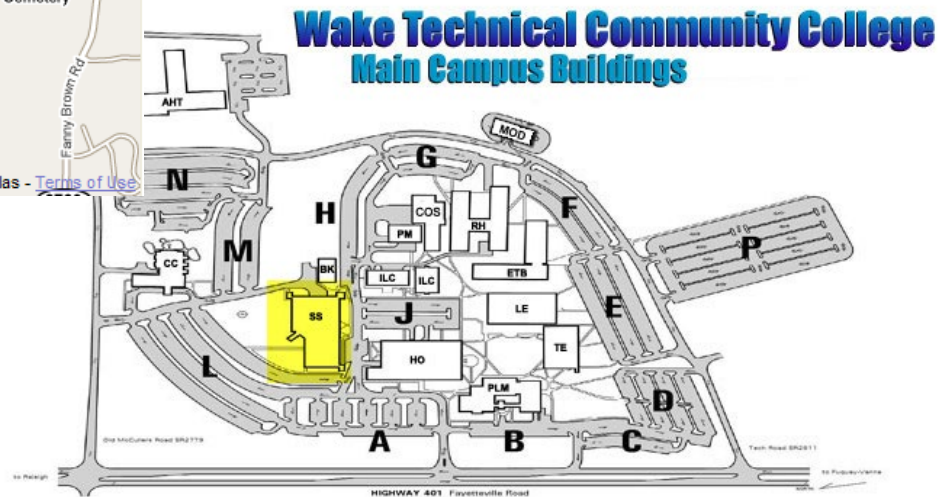 Cemetery
Wake Technical Community College
Main Campus Buildings
Fanny Brown Rd
las - Terms of Use
AHT
MOD
N
G
H
COS
PM
RH
F
P
M
CC
BK
ILC
ILC
ETB
SS
J
LE
E
L
HO
TE
PLM
D
A
B
C
Old McCullers Road SR2779
Tech Road SR2811
to Raleigh
to Fuquay-Varina
HIGHWAY 401 Fayetteville Road